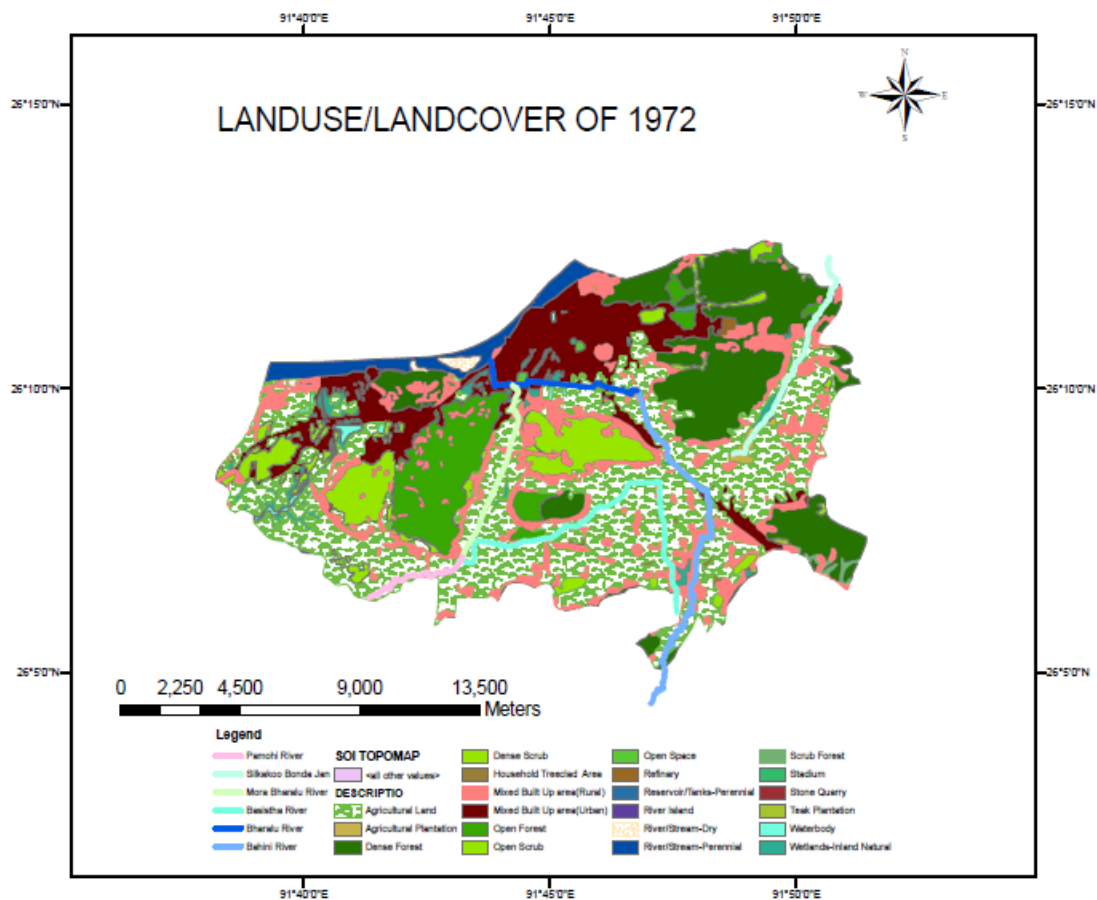 91°40'0"E 91°45'0"E 91°50'0"E
N
W E
S
26°15'0"N 26°15'0"N
LANDUSE/LANDCOVER OF 1972
26°10'0"N 26°10'0"N
26°5'0"N 26°5'0"N
0 2,250 4,500 9,000 13,500
Meters
Legend
Pamohi River
Silkakoo Bonda Jan
Mora Bharalu River
Basistha River
Bharalu River
Bahini River
SOI TOPOMAP
<all other values>
DESCRIPTIO
Agricultural Land
Agricultural Plantation
Dense Forest
Dense Scrub
Household Treeclad Area
Mixed Built Up area(Rural)
Mixed Built Up area(Urban)
Open Forest
Open Scrub
Open Space
Refinary
Reservoir/Tanks-Perennial
River Island
River/Stream-Dry
River/Stream-Perennial
Scrub Forest
Stadium
Stone Quarry
Teak Plantation
Waterbody
Wetlands-Inland Natural
91°40'0"E 91°45'0"E 91°50'0"E